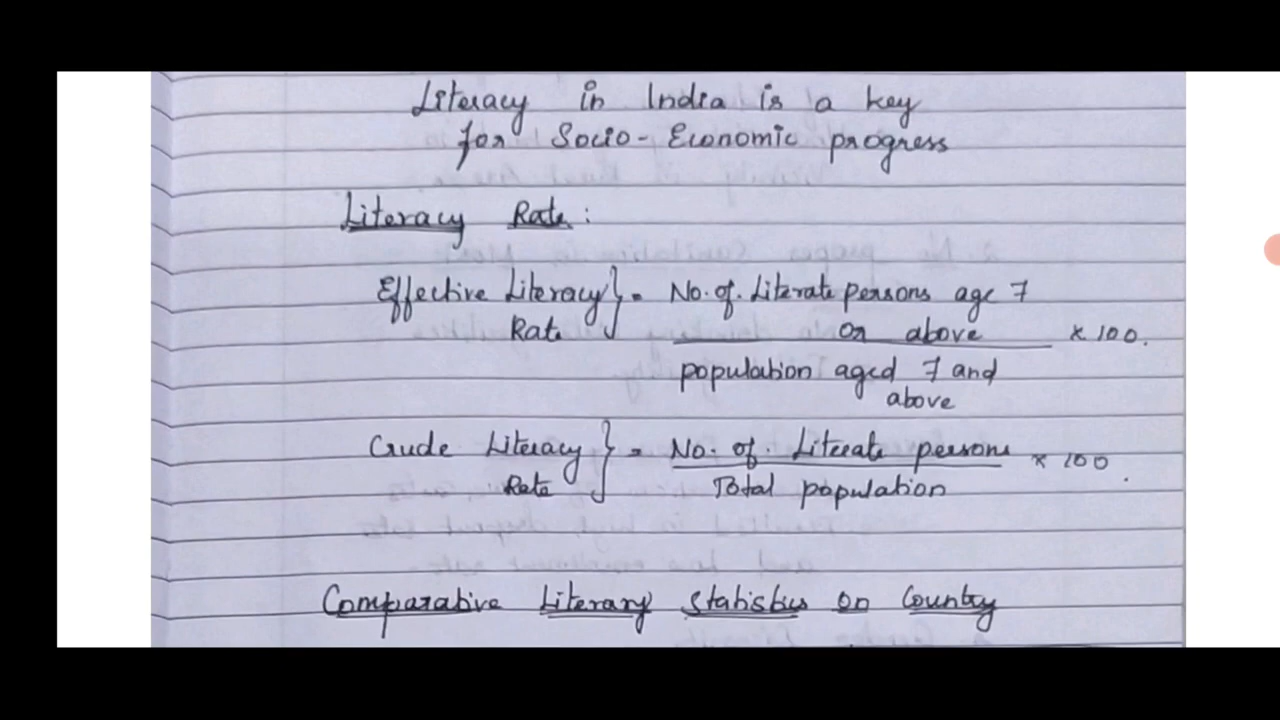 Literacy in India is a key
for Socio-Economic progress
Literacy Rate:
Effective Literacy } = No. of. Literate persons age 7
Rate or above × 100.
population aged 7 and
above
Crude Literacy } = No. of. Literate persons × 100.
Rate Total population
Comparative Literary Statistics on Country